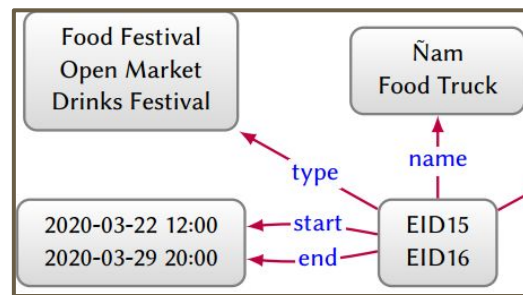 Food Festival
Open Market
Drinks Festival
Ñam
Food Truck
type
name
2020-03-22 12:00
2020-03-29 20:00
start
end
EID15
EID16